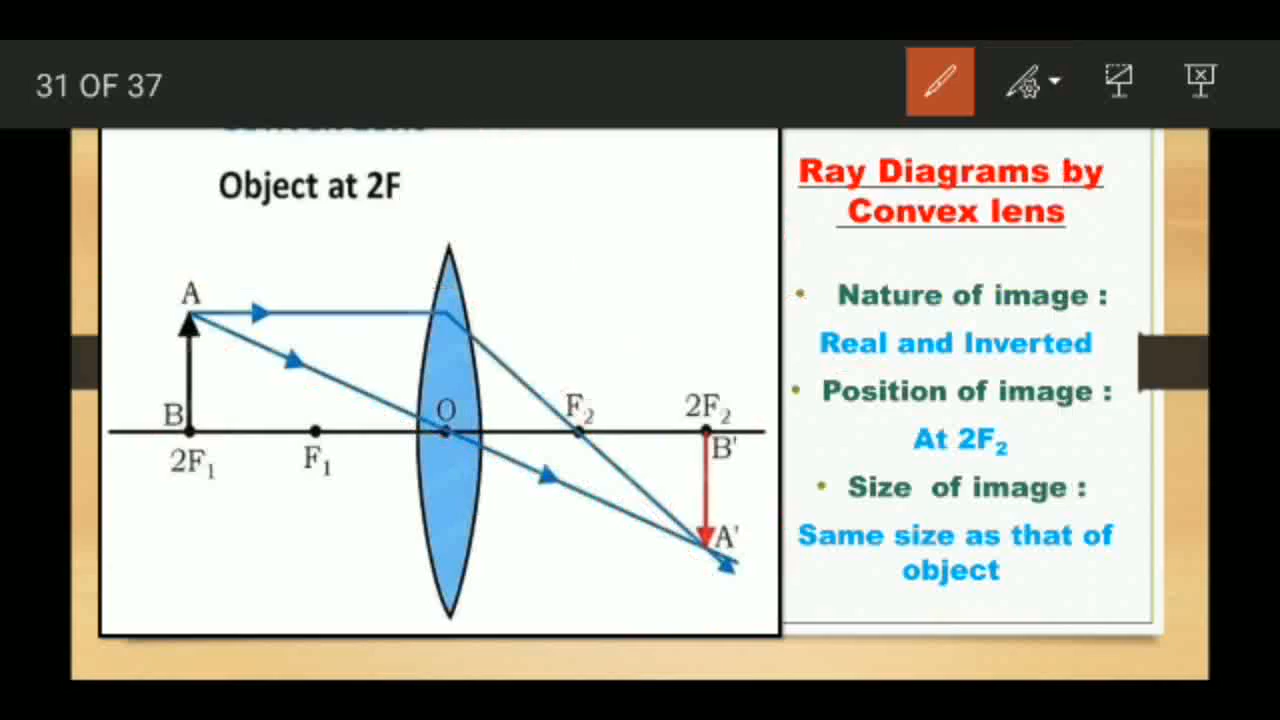 31 OF 37
Object at 2F
A
B
O
F₂
2F₂
B'
2F₁
F₁
A'
Ray Diagrams by
Convex lens
• Nature of image :
Real and Inverted
• Position of image :
At 2F₂
• Size of image :
Same size as that of
object